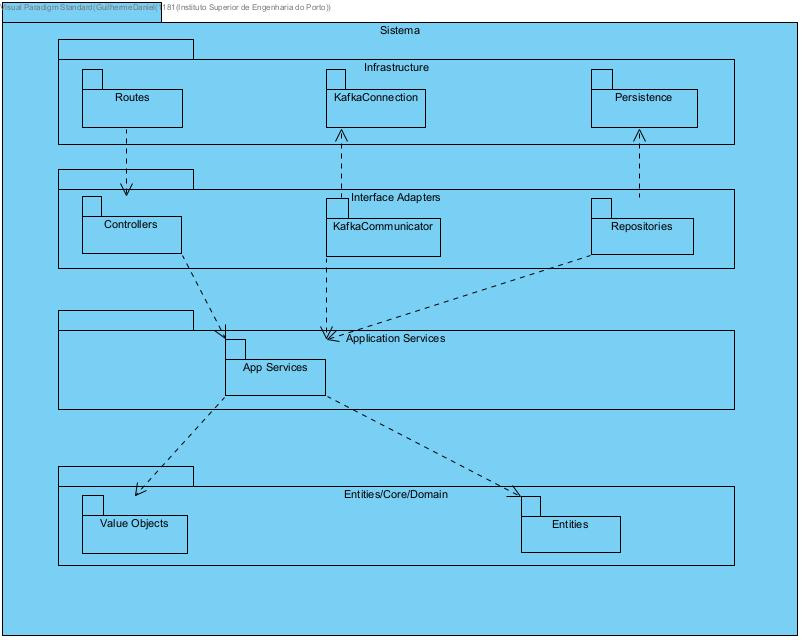 Visual Paradigm Standard(GuilhermeDaniel(1181(Instituto Superior de Engenharia do Porto))
Sistema
Infrastructure
Routes
KafkaConnection
Persistence
Interface Adapters
Controllers
KafkaCommunicator
Repositories
Application Services
App Services
Entities/Core/Domain
Value Objects
Entities